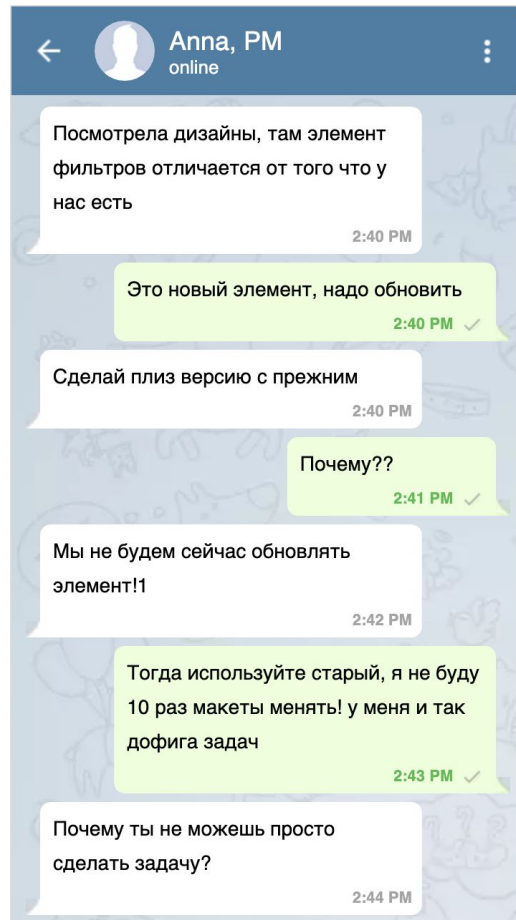 Anna, PM
online
Посмотрела дизайны, там элемент
фильтров отличается от того что у
нас есть
2:40 PM
Это новый элемент, надо обновить
2:40 PM
Сделай плиз версию с прежним
2:40 PM
Почему??
2:41 PM
Мы не будем сейчас обновлять
элемент!1
2:42 PM
Тогда используйте старый, я не буду
10 раз макеты менять! у меня и так
дофига задач
2:43 PM
Почему ты не можешь просто
сделать задачу?
2:44 PM